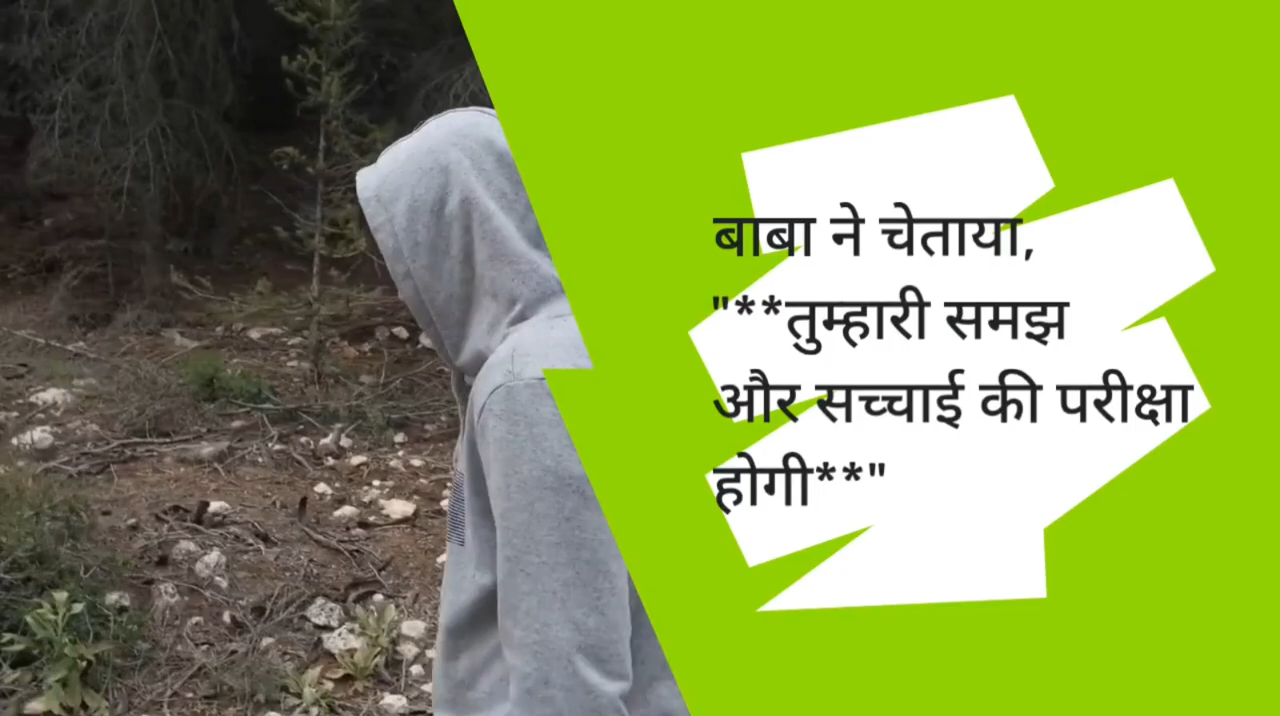 बाबा ने चेताया,
"**तुम्हारी समझ
और सच्चाई की परीक्षा
होगी**"